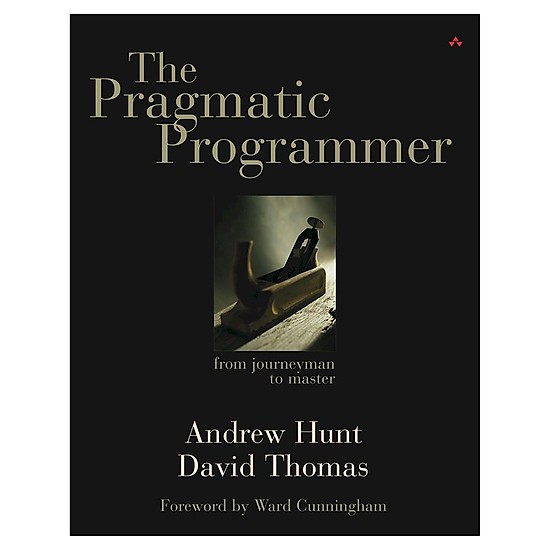 The
Pragmatic
Programmer
from journeyman
to master
Andrew Hunt
David Thomas
Foreword by Ward Cunningham